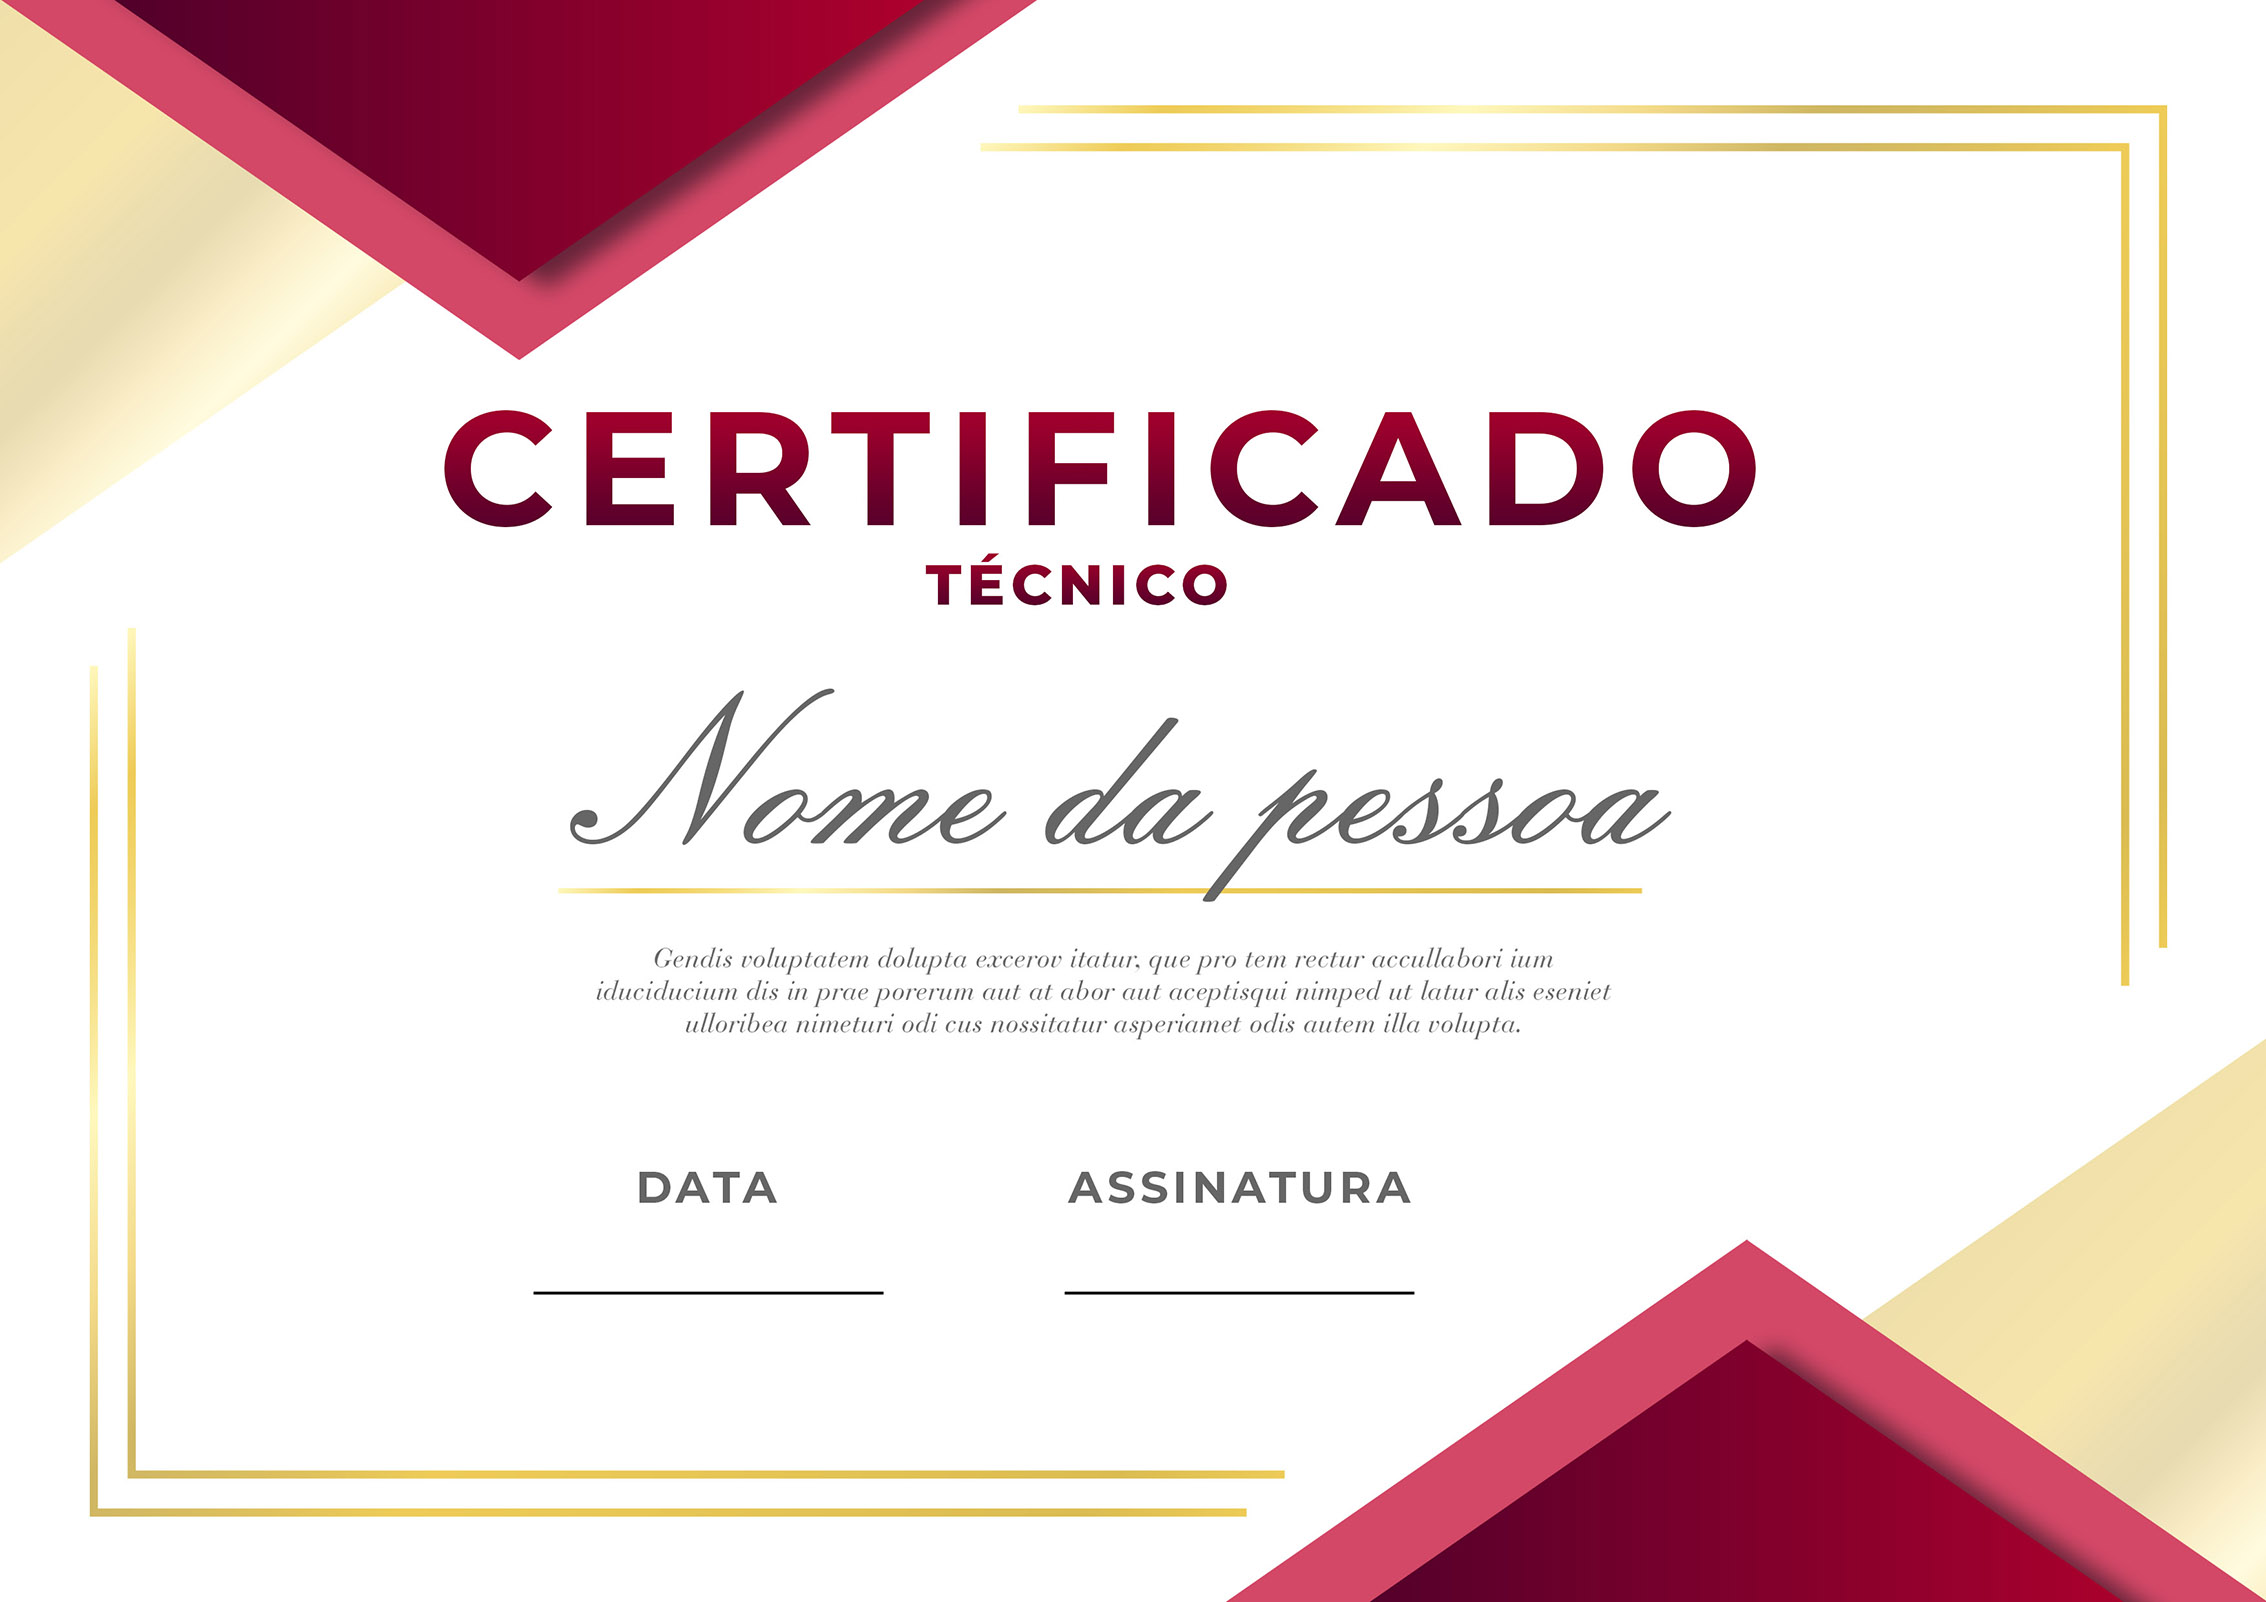 CERTIFICADO
TÉCNICO
Nome da pessoa
Gendis voluptatem dolupta excerov itatur, que pro tem rectur accullabori ium
iduciducium dis in prae porerum aut at abor aut aceptisqui nimped ut latur alis eseniet
ulloribea nimeturi odi cus nossitatur asperiamet odis autem illa volupta.
DATA ASSINATURA